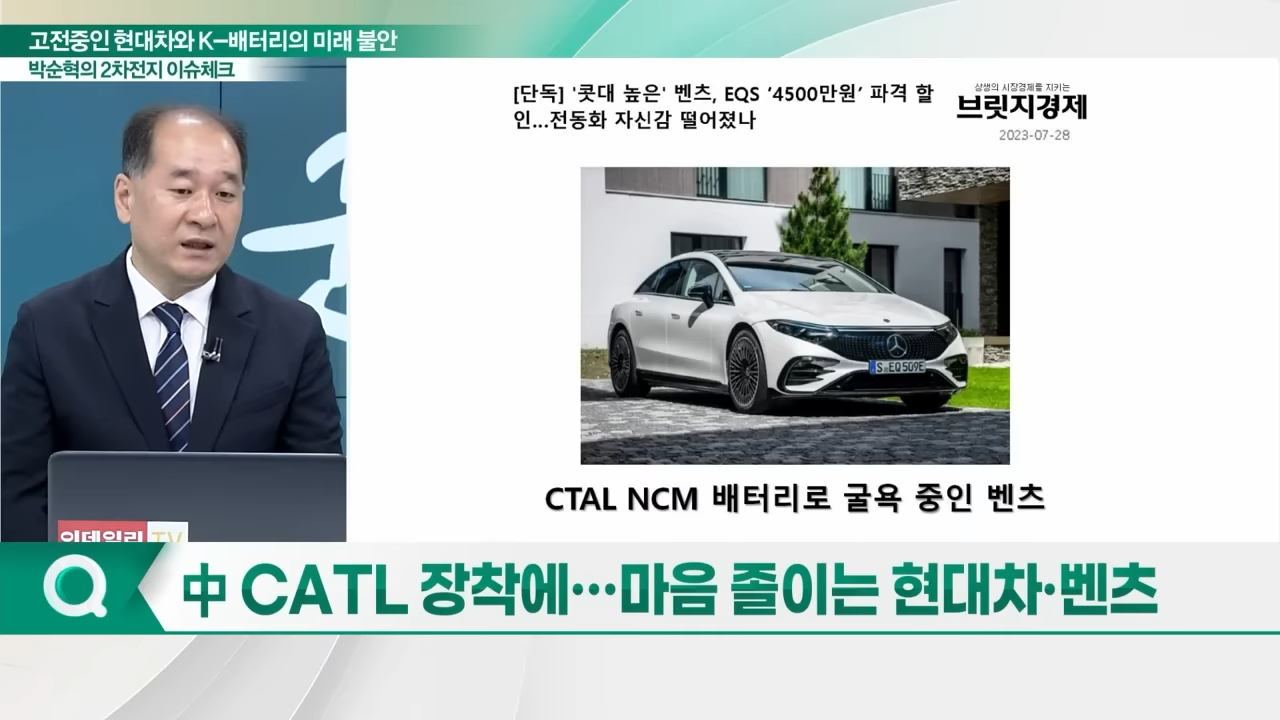 고전중인 현대차와 K-배터리의 미래 불안
박순혁의 2차전지 이슈체크
[단독] '콧대 높은' 벤츠, EQS '4500만원' 파격 할
인...전동화 자신감 떨어졌나
상생의 시장경제를 지키는
브릿지경제
2023-07-28
S EQ 509E
CTAL NCM 배터리로 굴욕 중인 벤츠
이데일리 TV
中 CATL 장착에…마음 졸이는 현대차·벤츠